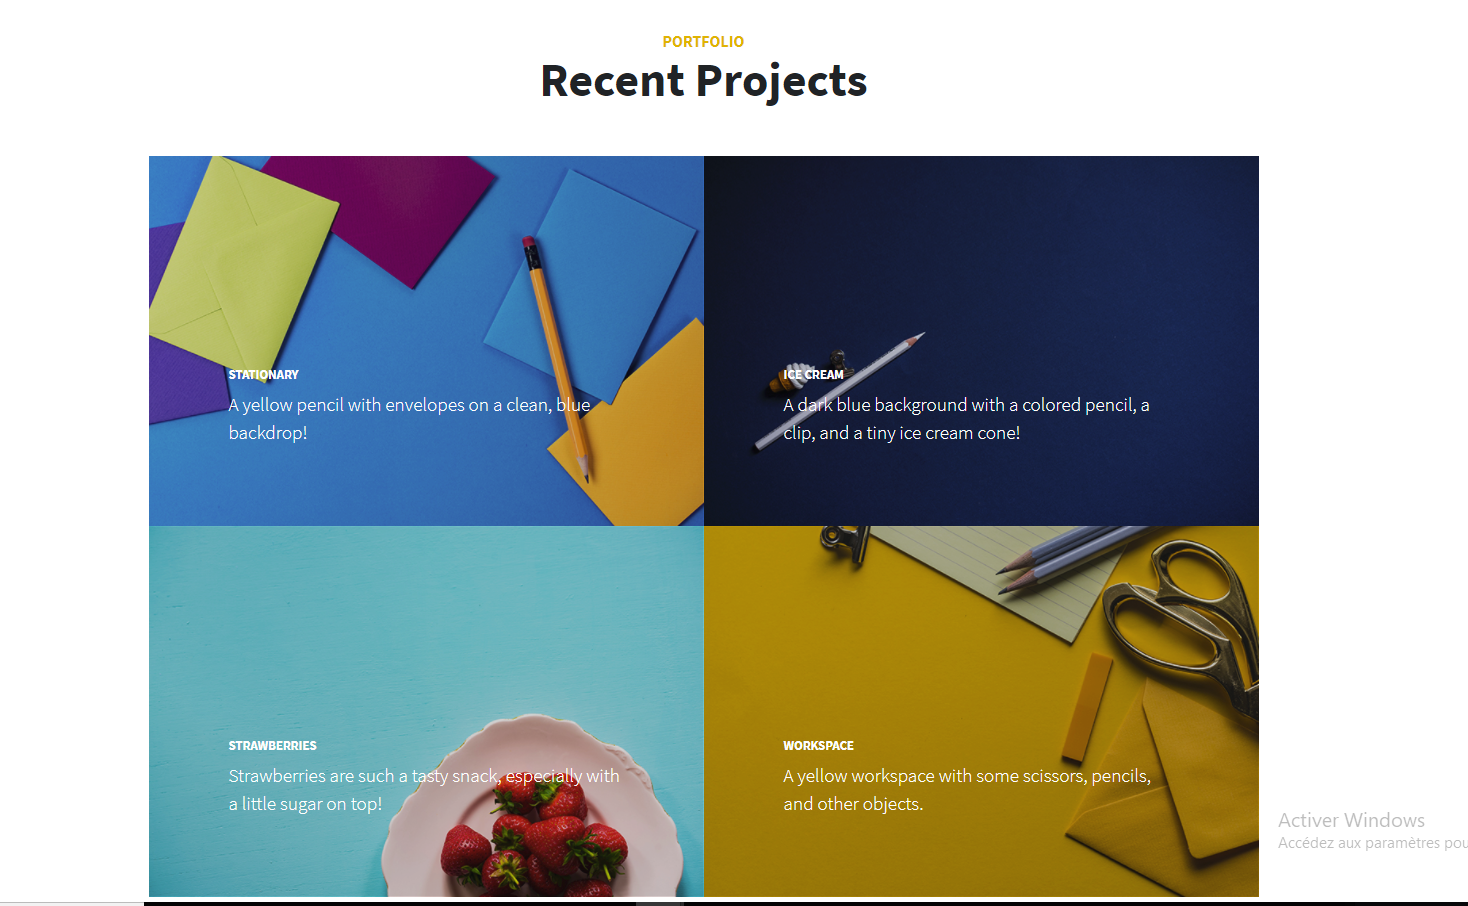 PORTFOLIO
Recent Projects
STATIONARY
A yellow pencil with envelopes on a clean, blue
backdrop!
ICE CREAM
A dark blue background with a colored pencil, a
clip, and a tiny ice cream cone!
STRAWBERRIES
Strawberries are such a tasty snack, especially with
a little sugar on top!
WORKSPACE
A yellow workspace with some scissors, pencils,
and other objects.
Activer Windows
Accédez aux paramètres pou